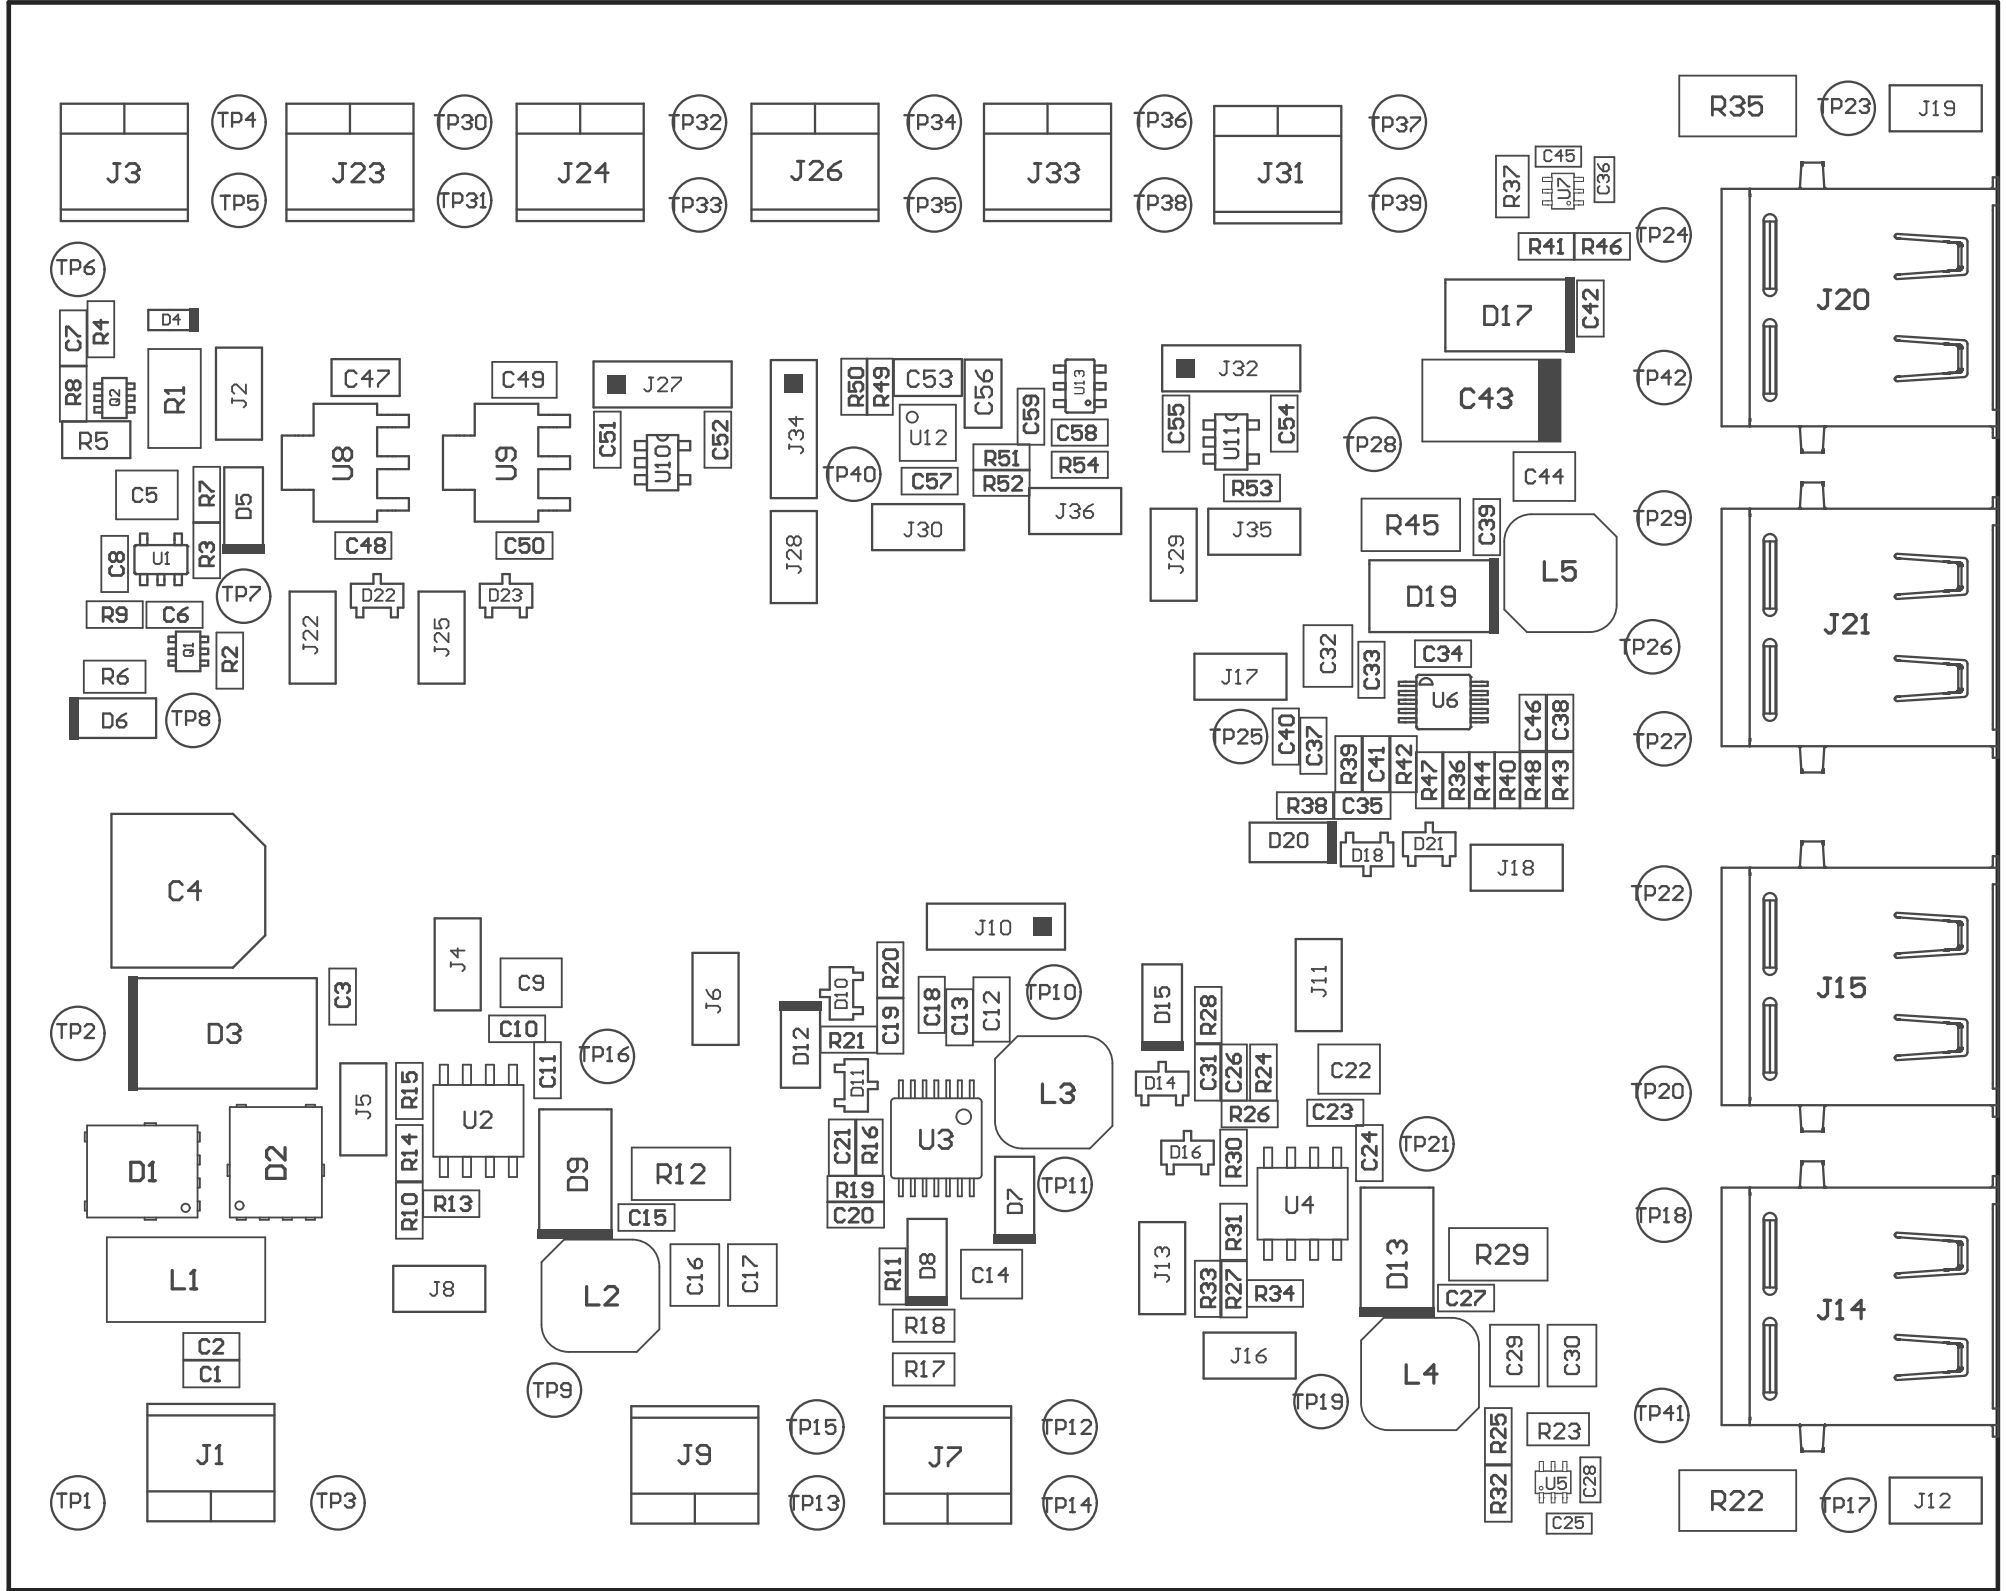 R35 TP23 J19
TP4 TP30 TP32 TP34 TP36 TP37
J3 J23 J24 J26 J33 J31
C45
R37 U7 C36
TP5 TP31 TP33 TP35 TP38 TP39
R41 R46 TP24
TP6
D17 C42 J20
C7 R4 D4
R8 Q2 R1 J2 C47 C49 J27 J34 R50 R49 C53 C56 C59 U13 J32 C43 TP42
R5 C51 U10 C52 U12 C58 C55 U11 C54 TP28
U8 U9 TP40 R51 R54
C57 R52 R53 C44
C5 R7 D5 J30 J36 J29 J35 R45 C39 TP29
C8 U1 R3 C48 C50 J28 L5
TP7 D22 D23 D19
R9 C6 J22 J25 J21
Q1 R2 C32 C33 C34 TP26
R6 J17 U6
D6 TP8 TP25 C40 C37 C46 C38 TP27
R39 C41 R42 R47 R36 R44 R40 R48 R43
R38 C35
D20 D18 D21 J18
C4 TP22
J10
J4 C9 J6 D10 R20 C18 C13 C12 TP10 D15 R28 J11 J15
C3
TP2 D3 C10 D12 R21 C19
C11 TP16 D11 L3 D14 C31 C26 R24 C22 TP20
J5 R15 U2 R26 C23
C21 R16 U3 D16 R30 C24 TP21
D1 D2 R14 D9 R12 R19 D7 TP11
R10 R13 C15 C20 U4 TP18
R31
L1 J8 L2 C16 C17 R11 D8 C14 J13 R33 R27 R34 D13 R29 C27 J14
R18
C2 R17 J16 L4 C29 C30
C1
TP9 TP19
TP15 TP12 R25 R23 TP41
J1 J9 J7
R32 U5 C28
TP1 TP3 TP13 TP14 R22 TP17 J12
C25